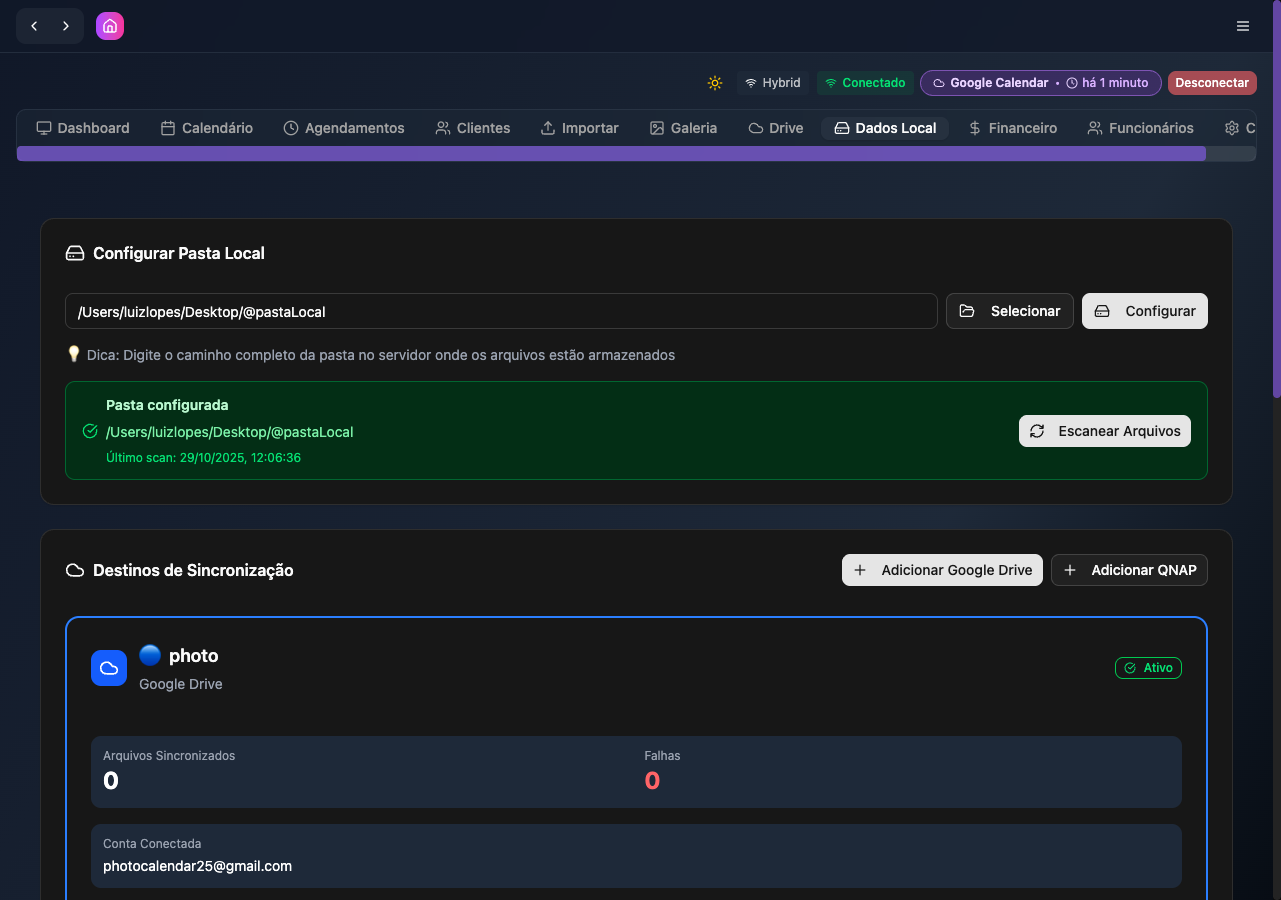 Hybrid
Conectado
Google Calendar • há 1 minuto
Desconectar
Dashboard Calendário Agendamentos Clientes Importar Galeria Drive Dados Local Financeiro Funcionários C
Configurar Pasta Local
/Users/luizlopes/Desktop/@pastaLocal
Selecionar
Configurar
Dica: Digite o caminho completo da pasta no servidor onde os arquivos estão armazenados
Pasta configurada
/Users/luizlopes/Desktop/@pastaLocal
Último scan: 29/10/2025, 12:06:36
Escanear Arquivos
Destinos de Sincronização
Adicionar Google Drive
Adicionar QNAP
photo
Google Drive
Ativo
Arquivos Sincronizados
0
Falhas
0
Conta Conectada
photocalendar25@gmail.com